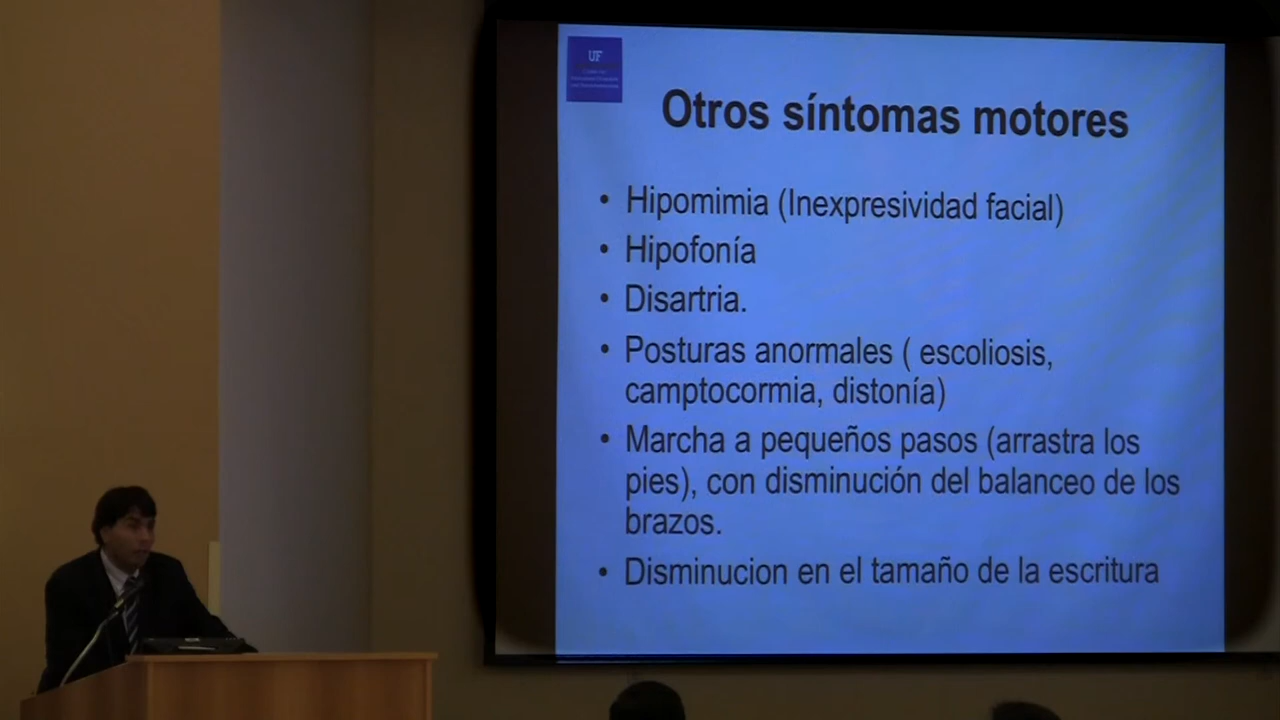 UF
Otros síntomas motores
• Hipomimia (Inexpresividad facial)
• Hipofonía
• Disartria.
• Posturas anormales ( escoliosis,
camptocormia, distonía)
• Marcha a pequeños pasos (arrastra los
pies), con disminución del balanceo de los
brazos.
• Disminucion en el tamaño de la escritura